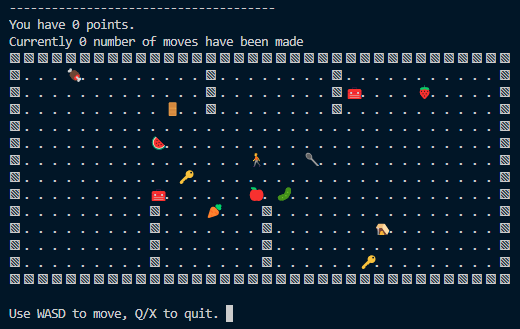 --------------------------------------
You have 0 points.
Currently 0 number of moves have been made
Use WASD to move, Q/X to quit.